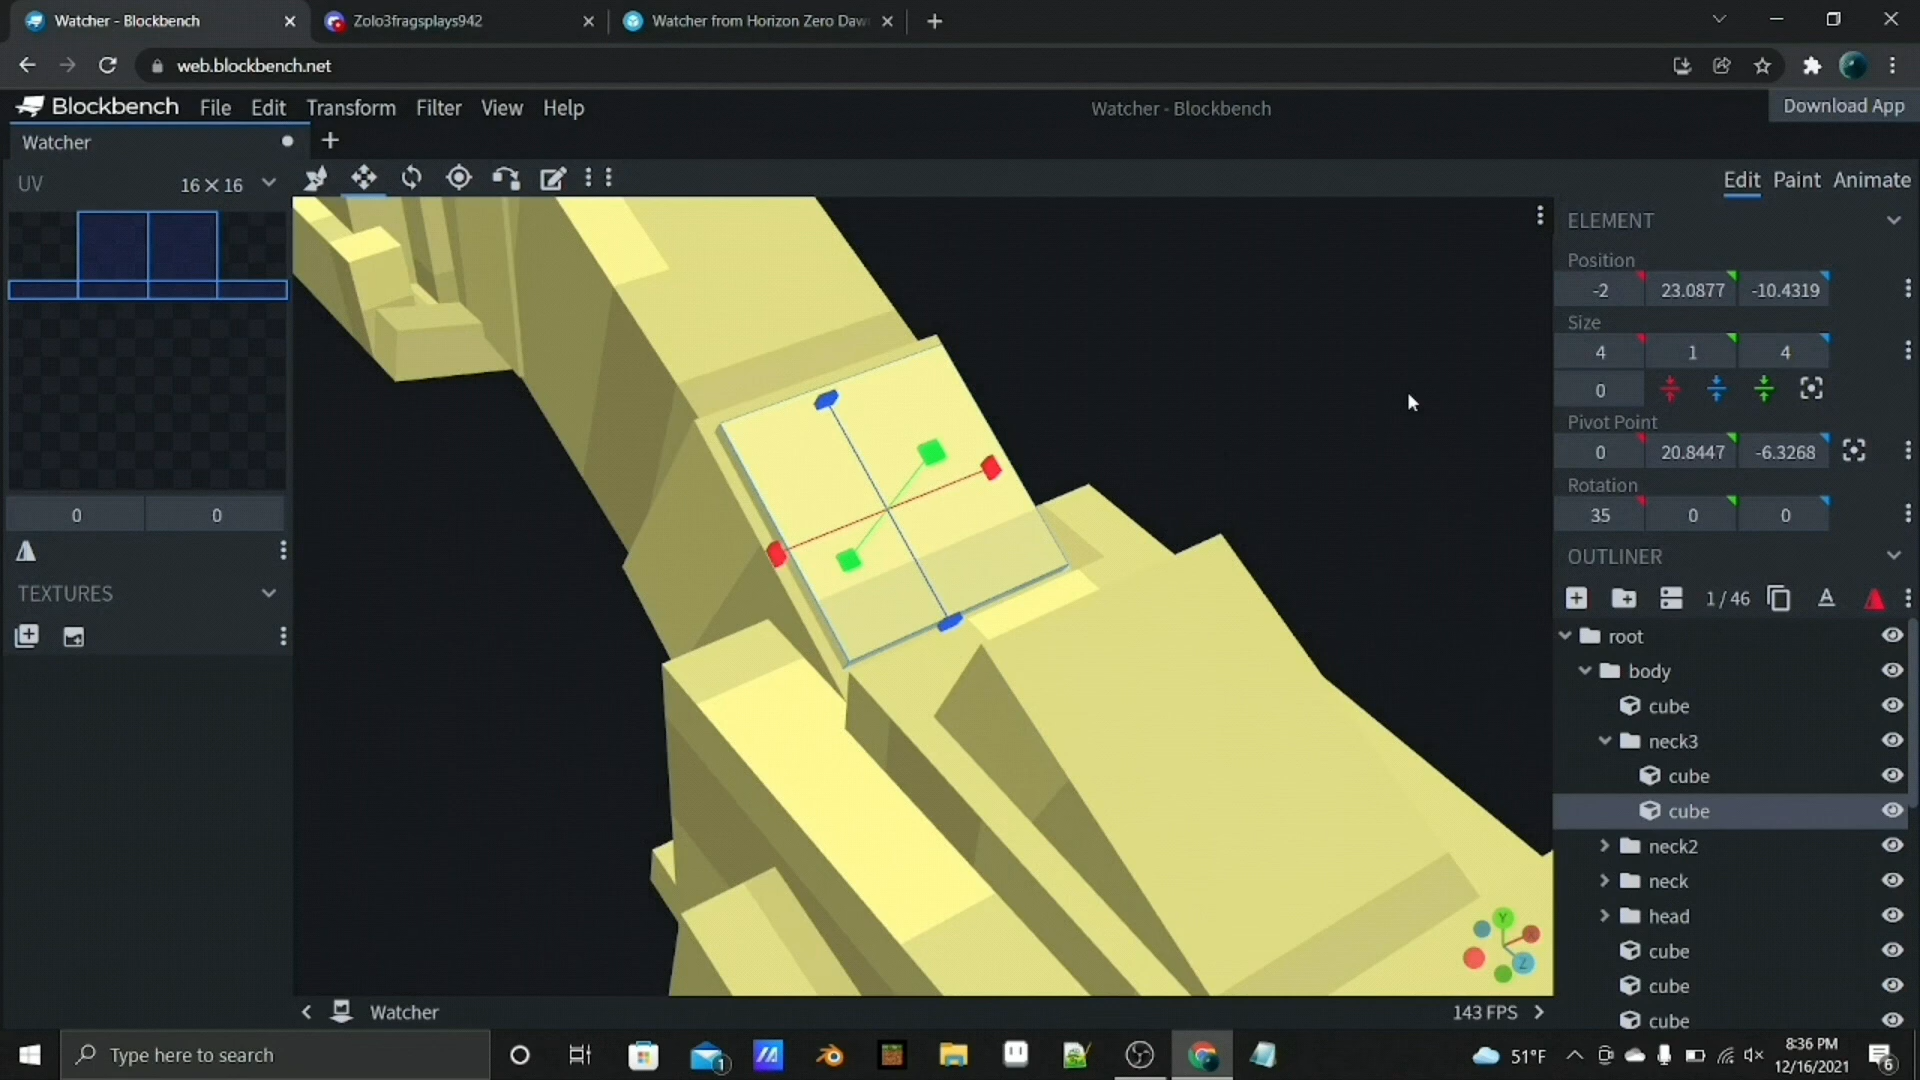 Watcher - Blockbench
Zolo3fragsplays942
Watcher from Horizon Zero Daw
web.blockbench.net
Blockbench File Edit Transform Filter View Help
Watcher - Blockbench
Download App
Watcher
UV 16 × 16
Edit Paint Animate
ELEMENT
Position
-2 23.0877 -10.4319
Size
4 1 4
0
Pivot Point
0 20.8447 -6.3268
Rotation
35 0 0
0 0
TEXTURES
OUTLINER
1 / 46
root
body
cube
neck3
cube
cube
neck2
neck
head
cube
cube
cube
Y
X
Z
Watcher
143 FPS
Type here to search
1
51°F
8:36 PM
12/16/2021
6